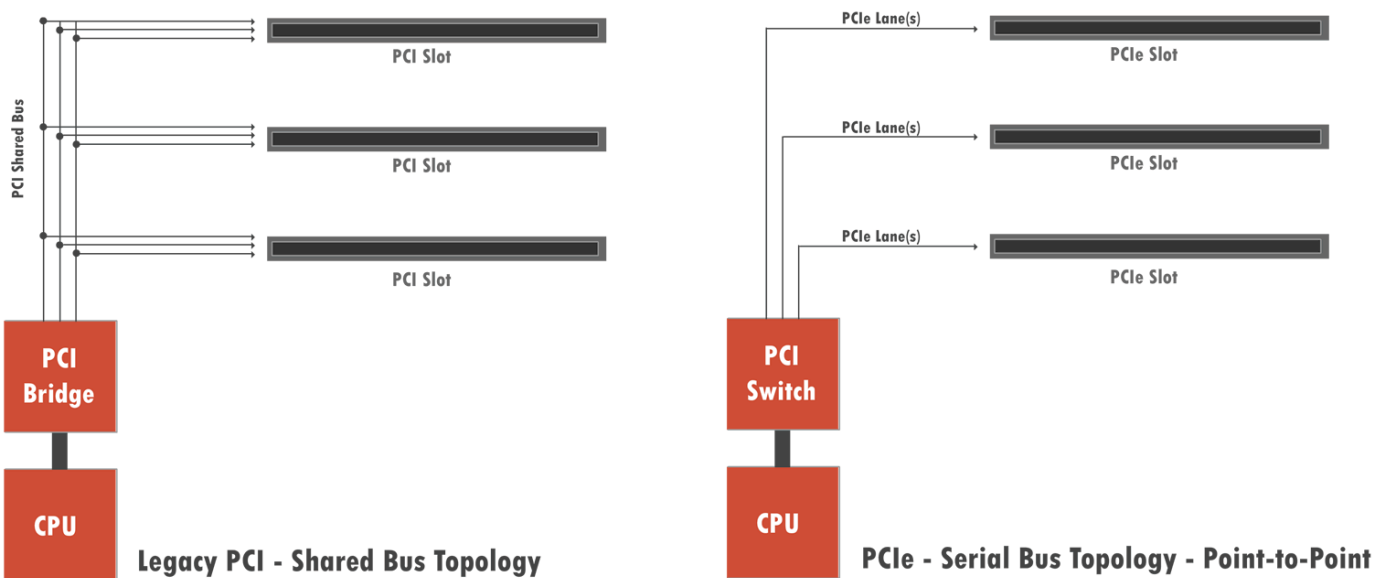 PCI Shared Bus
PCI Slot
PCI Slot
PCI Slot
PCI
Bridge
CPU
Legacy PCI - Shared Bus Topology
PCIe Lane(s)
PCIe Slot
PCIe Lane(s)
PCIe Slot
PCIe Lane(s)
PCIe Slot
PCI
Switch
CPU
PCIe - Serial Bus Topology - Point-to-Point